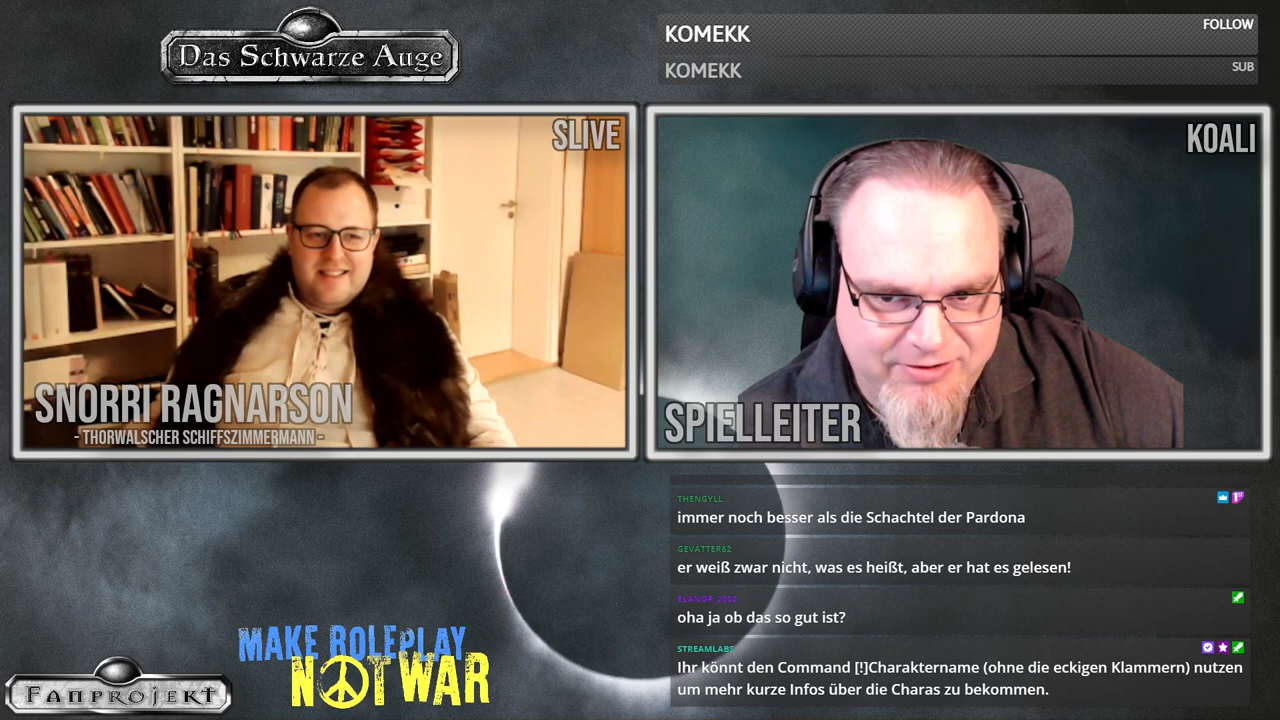 Das Schwarze Auge
KOMEKK
FOLLOW
KOMEKK
SUB
SLIVE
SNORRI RAGNARSON
- THORWALSCHER SCHIFFSZIMMERMANN -
KOALI
SPIELLEITER
THENGYLL
immer noch besser als die Schachtel der Pardona
GEVATTER62
er weiß zwar nicht, was es heißt, aber er hat es gelesen!
ELANOR_2002
oha ja ob das so gut ist?
STREAMLABS
Ihr könnt den Command [!]Charaktername (ohne die eckigen Klammern) nutzen
um mehr kurze Infos über die Charas zu bekommen.
MAKE ROLEPLAY
NOT WAR
FANPROJEKT